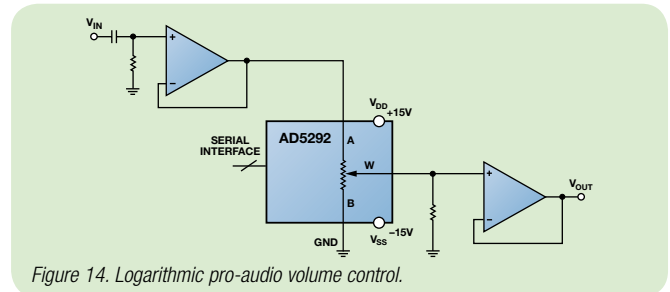 VIN
+
−
VDD
+15V
AD5292
A
SERIAL
INTERFACE
W
+
B
−
VOUT
GND
VSS
−15V
Figure 14. Logarithmic pro-audio volume control.